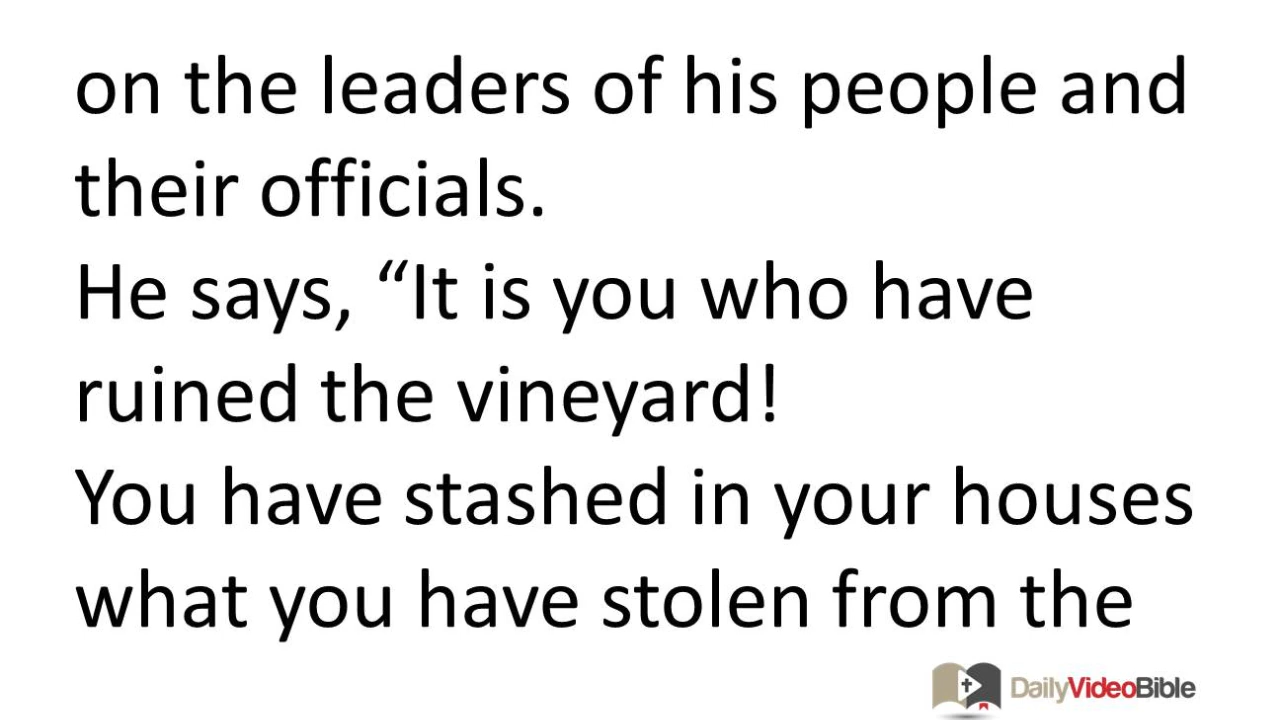 on the leaders of his people and
their officials.
He says, “It is you who have
ruined the vineyard!
You have stashed in your houses
what you have stolen from the
DailyVideoBible